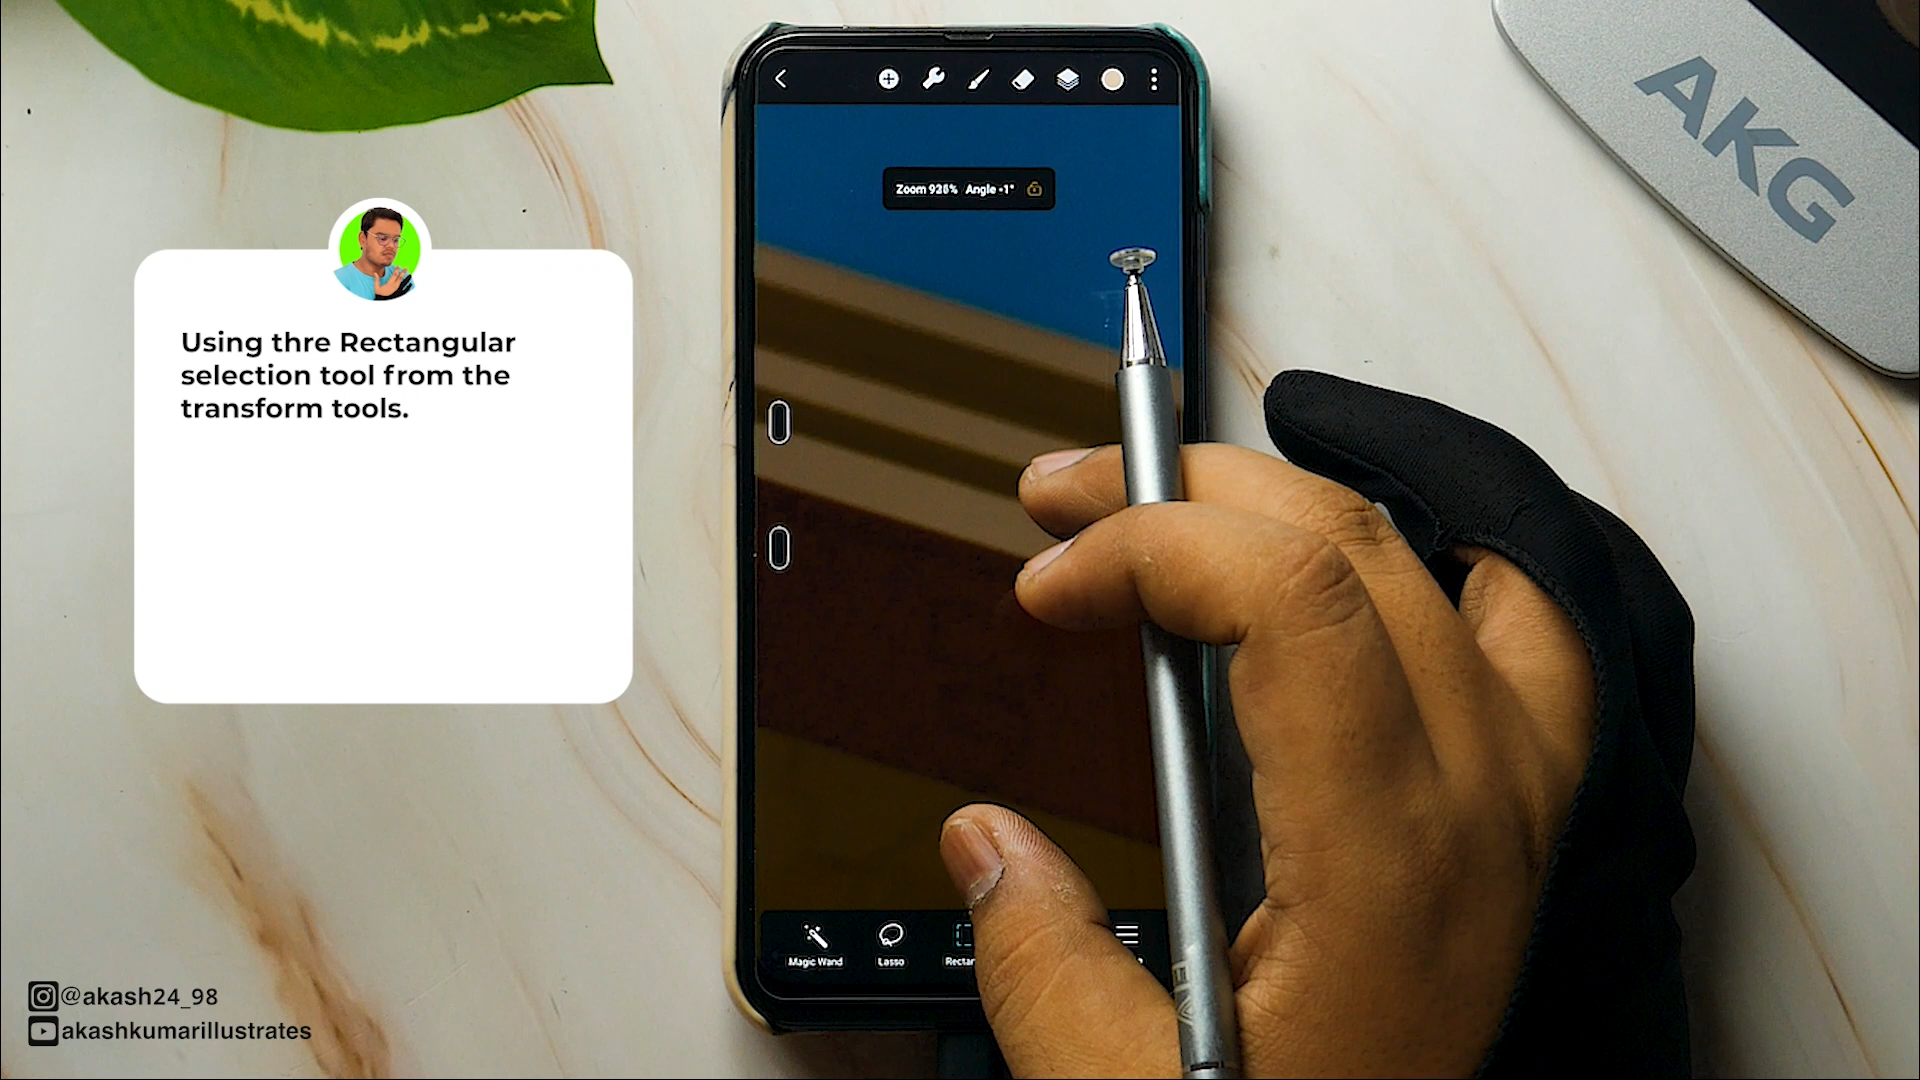 AKG
Zoom 928% Angle -1°
Using thre Rectangular
selection tool from the
transform tools.
Magic Wand
Lasso
@akash24_98
akashkumarillustrates